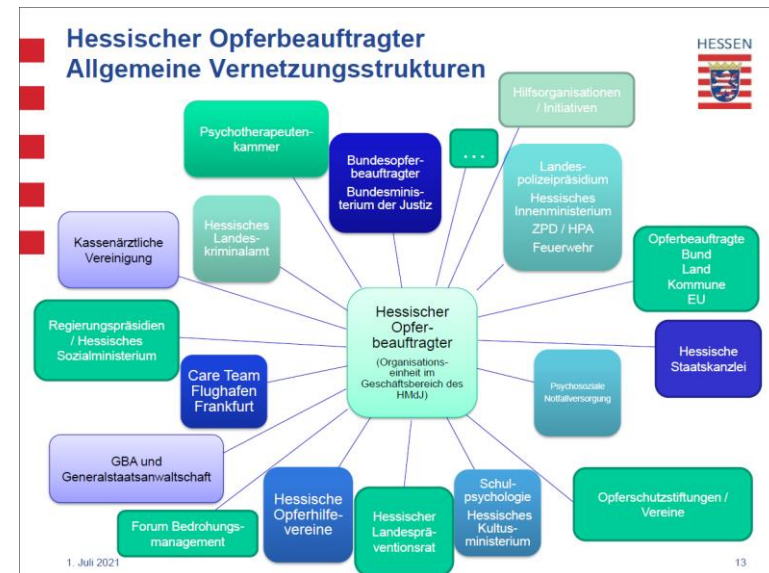 Hessischer Opferbeauftragter
Allgemeine Vernetzungsstrukturen
HESSEN
Hilfsorganisationen
/ Initiativen
Psychotherapeuten-
kammer
Bundesopfer-
beauftragter
Bundesminis-
terium der Justiz
...
Landes-
polizeipräsidium
Hessisches
Innenministerium
ZPD / HPA
Feuerwehr
Kassenärztliche
Vereinigung
Hessisches
Landes-
kriminalamt
Opferbeauftragte
Bund
Land
Kommune
EU
Regierungspräsidien
/ Hessisches
Sozialministerium
Hessischer
Opfer-
beauftragter
(Organisations-
einheit im
Geschäftsbereich des
HMdJ)
Hessische
Staatskanzlei
Care Team
Flughafen
Frankfurt
Psychosoziale
Notfallversorgung
GBA und
Generalstaatsanwaltschaft
Hessische
Opferhilfe-
vereine
Hessischer
Landesprä-
ventionsrat
Schul-
psychologie
Hessisches
Kultus-
ministerium
Opferschutzstiftungen /
Vereine
Forum Bedrohungs-
management
1. Juli 2021
13